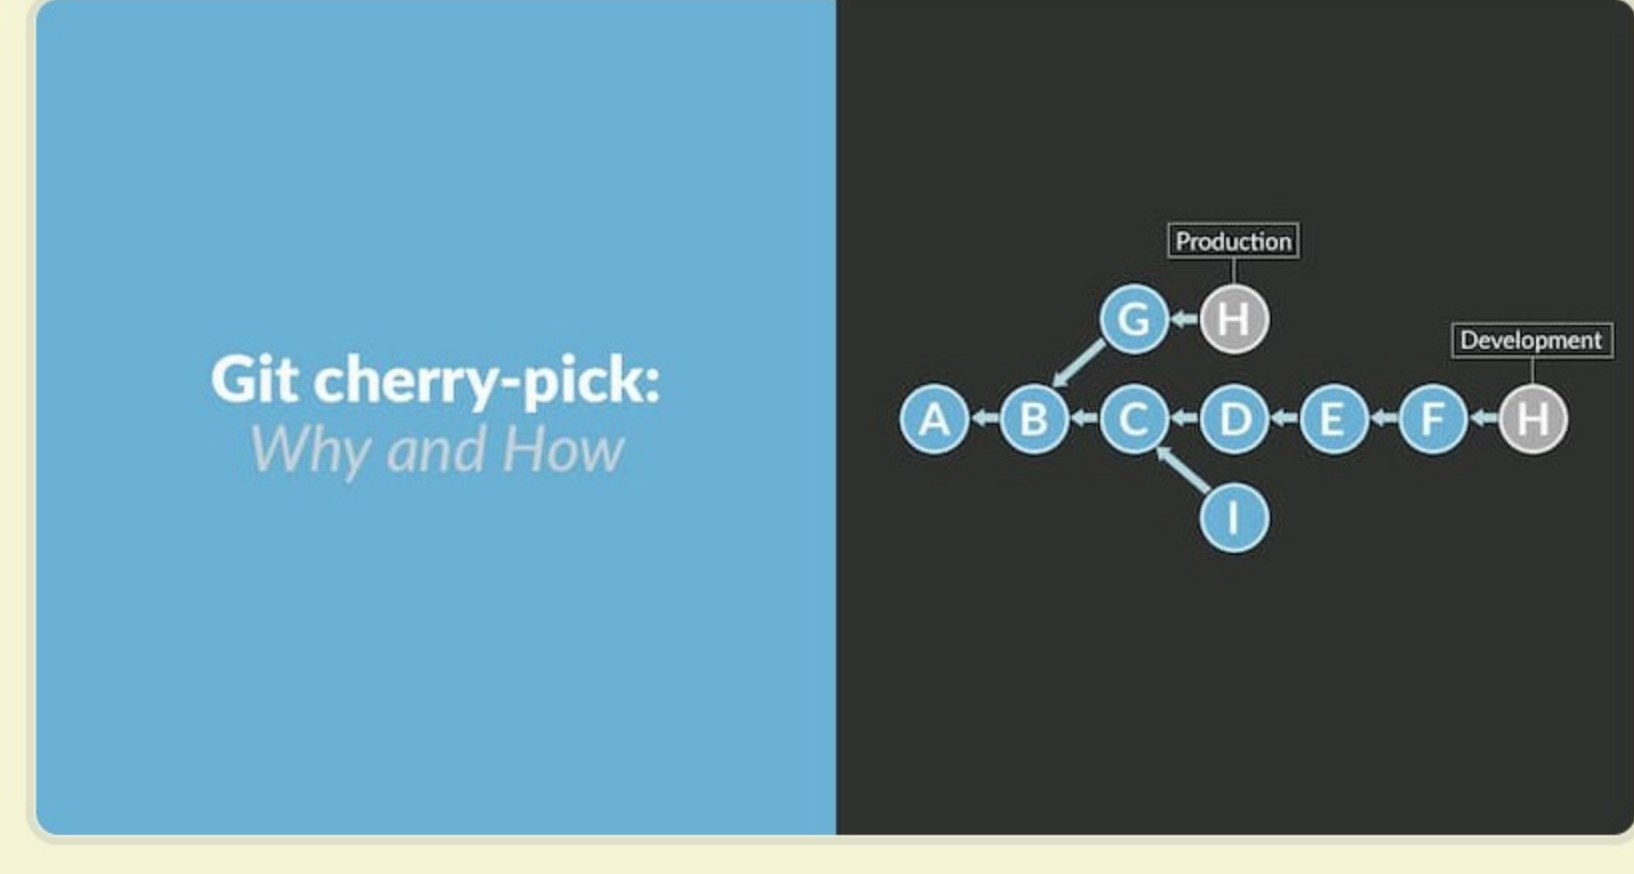 Git cherry-pick:
Why and How
Production
G H
Development
A B C D E F H
I